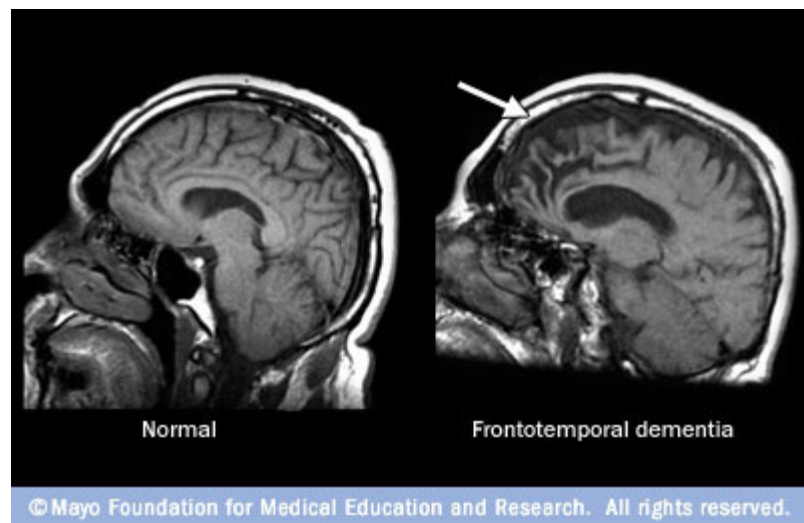 Normal
Frontotemporal dementia
©Mayo Foundation for Medical Education and Research. All rights reserved.